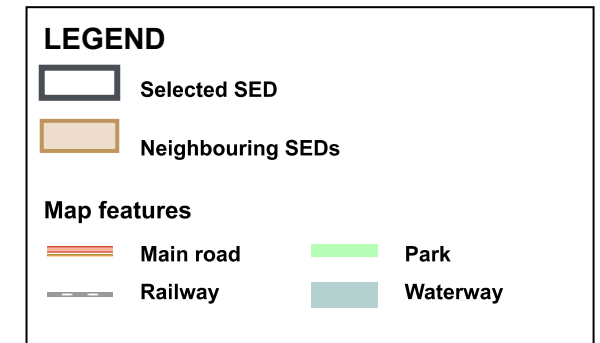 LEGEND
Selected SED
Neighbouring SEDs
Map features
Main road
Park
Railway
Waterway